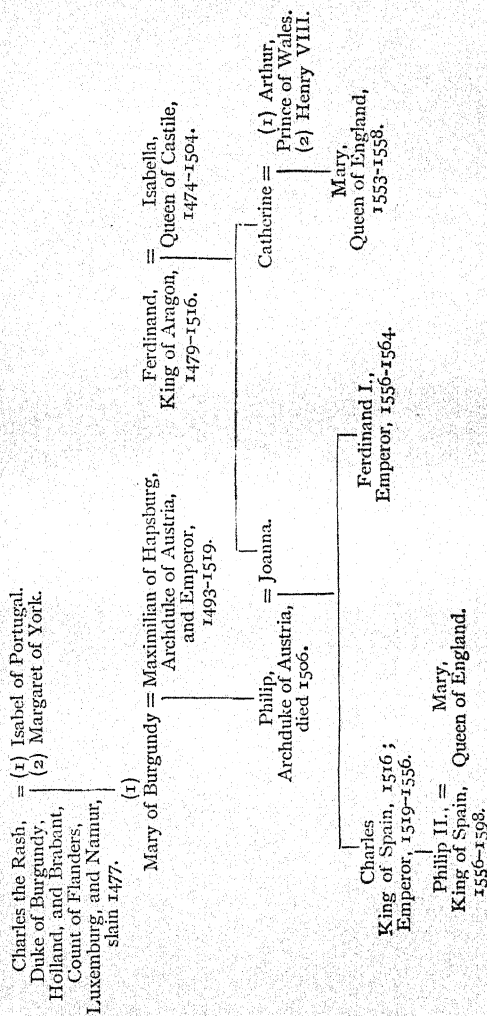 Charles the Rash,
Duke of Burgundy,
Holland, and Brabant,
Count of Flanders,
Luxemburg, and Namur,
slain 1477.
= (1) Isabel of Portugal.
(2) Margaret of York.
(1)
Mary of Burgundy = Maximilian of Hapsburg,
Archduke of Austria,
and Emperor,
1493-1519.
Ferdinand,
King of Aragon,
1479-1516.
=
Isabella,
Queen of Castile,
1474-1504.
Philip,
Archduke of Austria,
died 1506.
= Joanna.
Catherine =
(1) Arthur,
Prince of Wales.
(2) Henry VIII.
Charles
King of Spain, 1516;
Emperor, 1519-1556.
Ferdinand I.,
Emperor, 1556-1564.
Mary,
Queen of England,
1553-1558.
Philip II., =
King of Spain,
1556-1598.
Mary,
Queen of England.